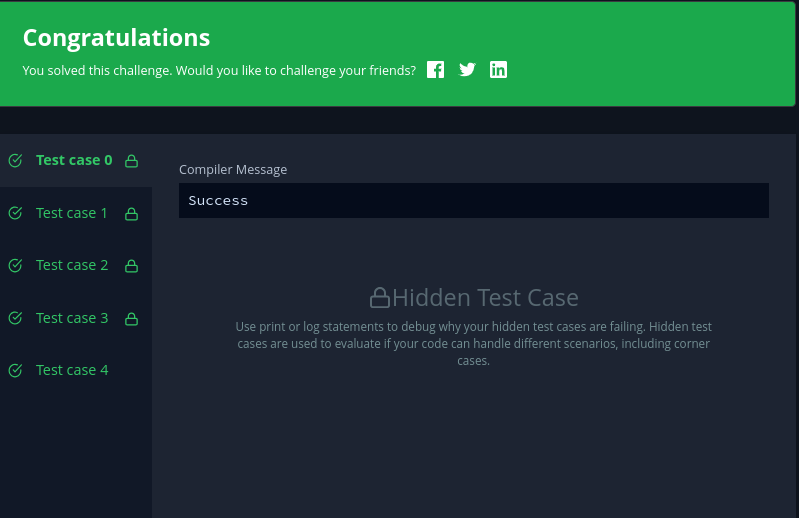 Congratulations
You solved this challenge. Would you like to challenge your friends?
Test case 0
Test case 1
Test case 2
Test case 3
Test case 4
Compiler Message
Success
Hidden Test Case
Use print or log statements to debug why your hidden test cases are failing. Hidden test
cases are used to evaluate if your code can handle different scenarios, including corner
cases.